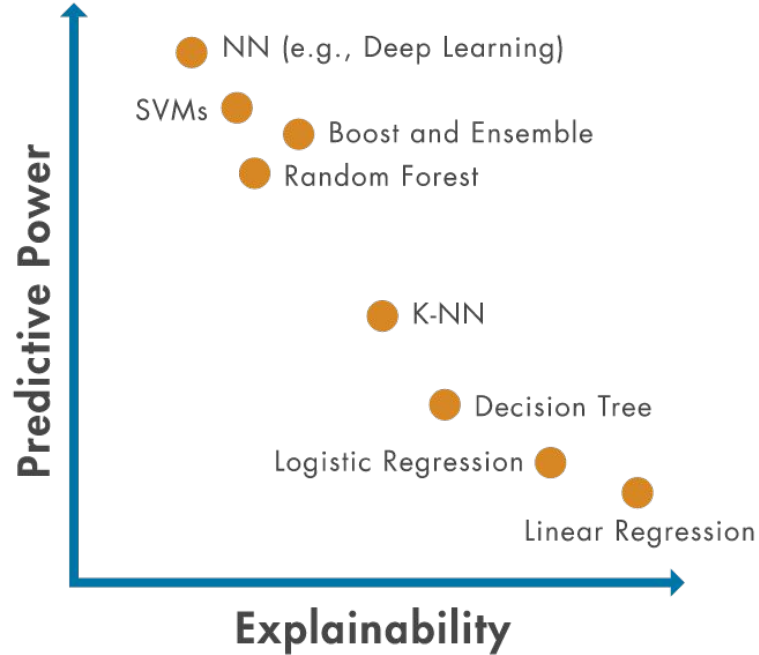 NN (e.g., Deep Learning)
SVMs
Boost and Ensemble
Random Forest
K-NN
Decision Tree
Logistic Regression
Linear Regression
Predictive Power
Explainability